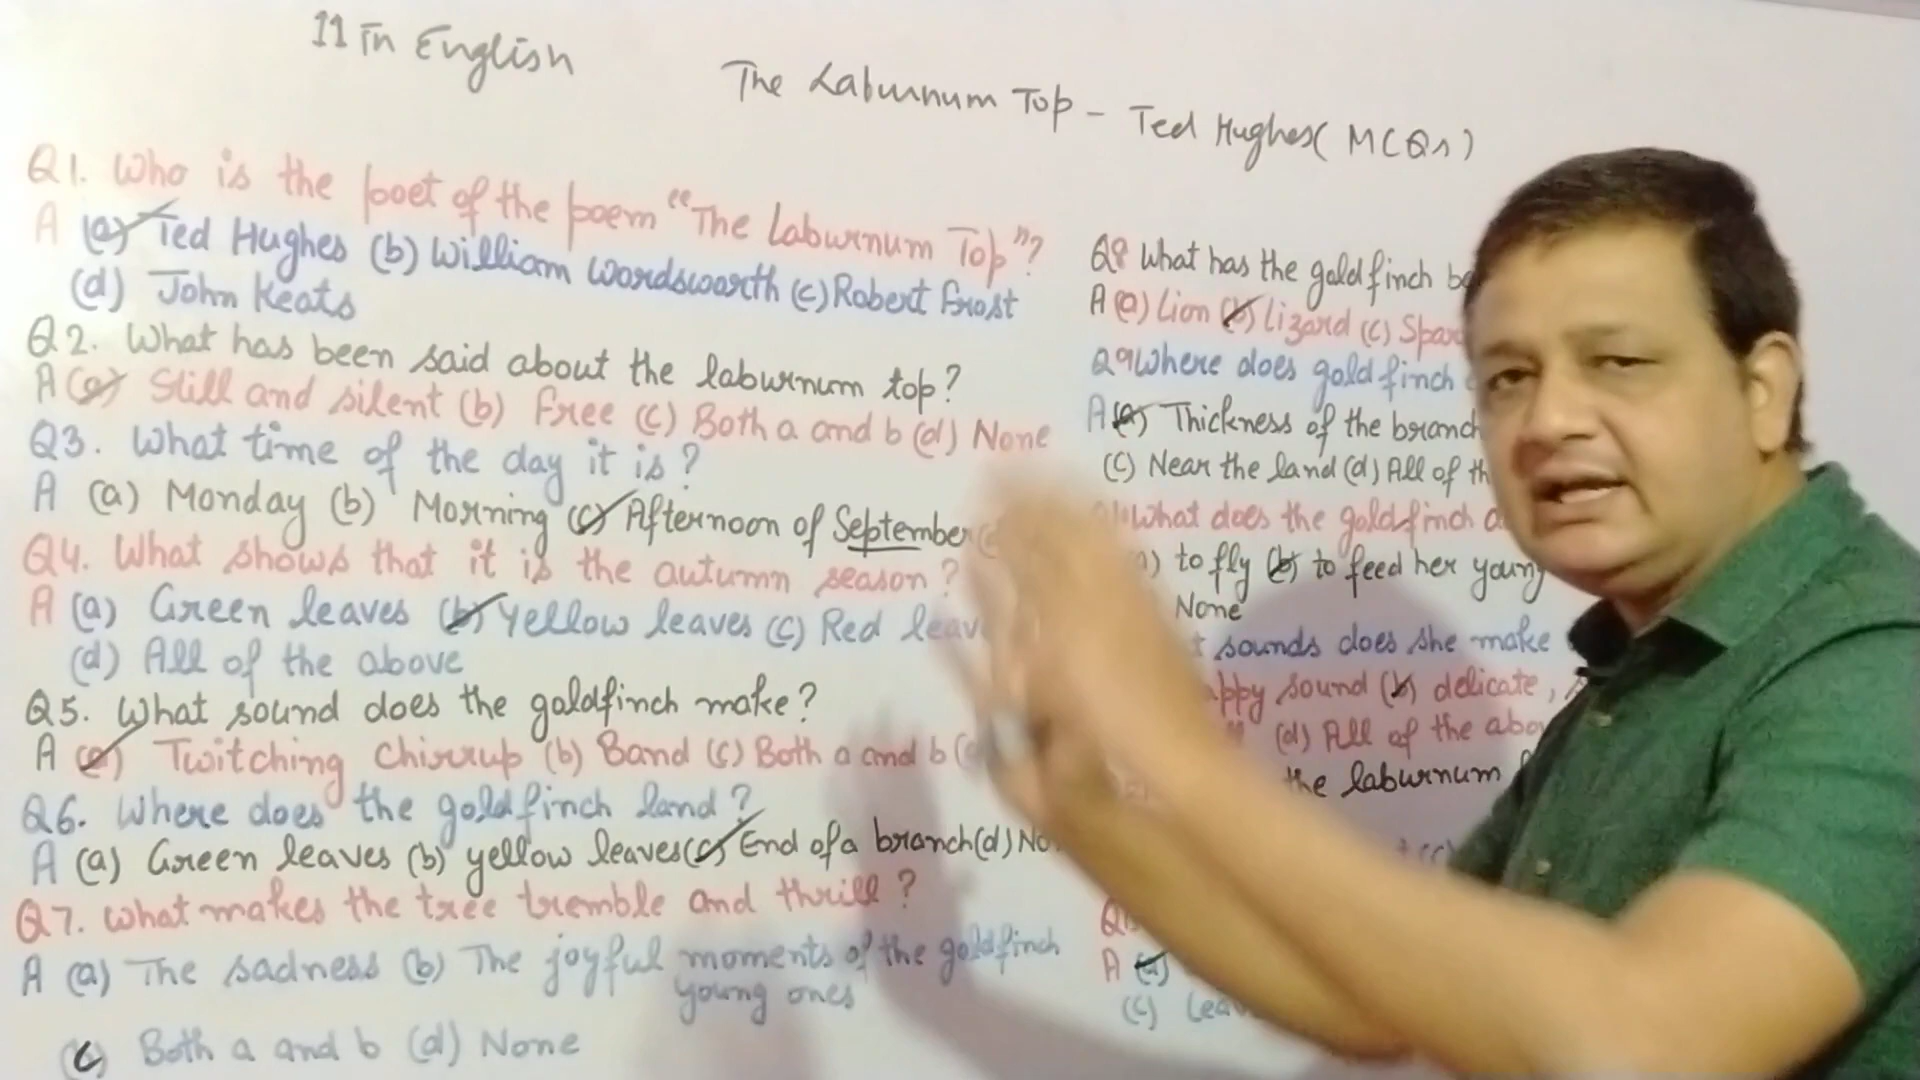 11 In English
The Laburnum Top - Ted Hughes (MCQs)
Q1. Who is the poet of the poem "The Laburnum Top"?
A (a) Ted Hughes (b) William Wordsworth (c) Robert Frost
(d) John Keats
Q2. What has been said about the laburnum top?
A (a) Still and silent (b) Free (c) Both a and b (d) None
Q3. What time of the day it is?
A (a) Monday (b) Morning (c) Afternoon of September
Q4. What shows that it is the autumn season?
A (a) Green leaves (b) Yellow leaves (c) Red
(d) All of the above
Q5. What sound does the goldfinch make?
A (a) Twitching Chirrup (b) Band (c) Both a and b
Q6. Where does the goldfinch land?
A (a) Green leaves (b) yellow leaves (c) End of a branch (d)
Q7. What makes the tree tremble and thrill?
A (a) The sadness (b) The joyful moments of the goldfinch
young ones
(c) Both a and b (d) None
Q8 What has the goldfinch
A (a) Lion (b) Lizard (c)
Q9 Where does goldfinch
A (a) Thickness of the branch
(c) Near the land (d) All of
What does the goldfinch
to fly (b) to feed her young
None
sounds does she make
sound (b) delicate,
(d) All of the
the laburnum
A (a)
(c)